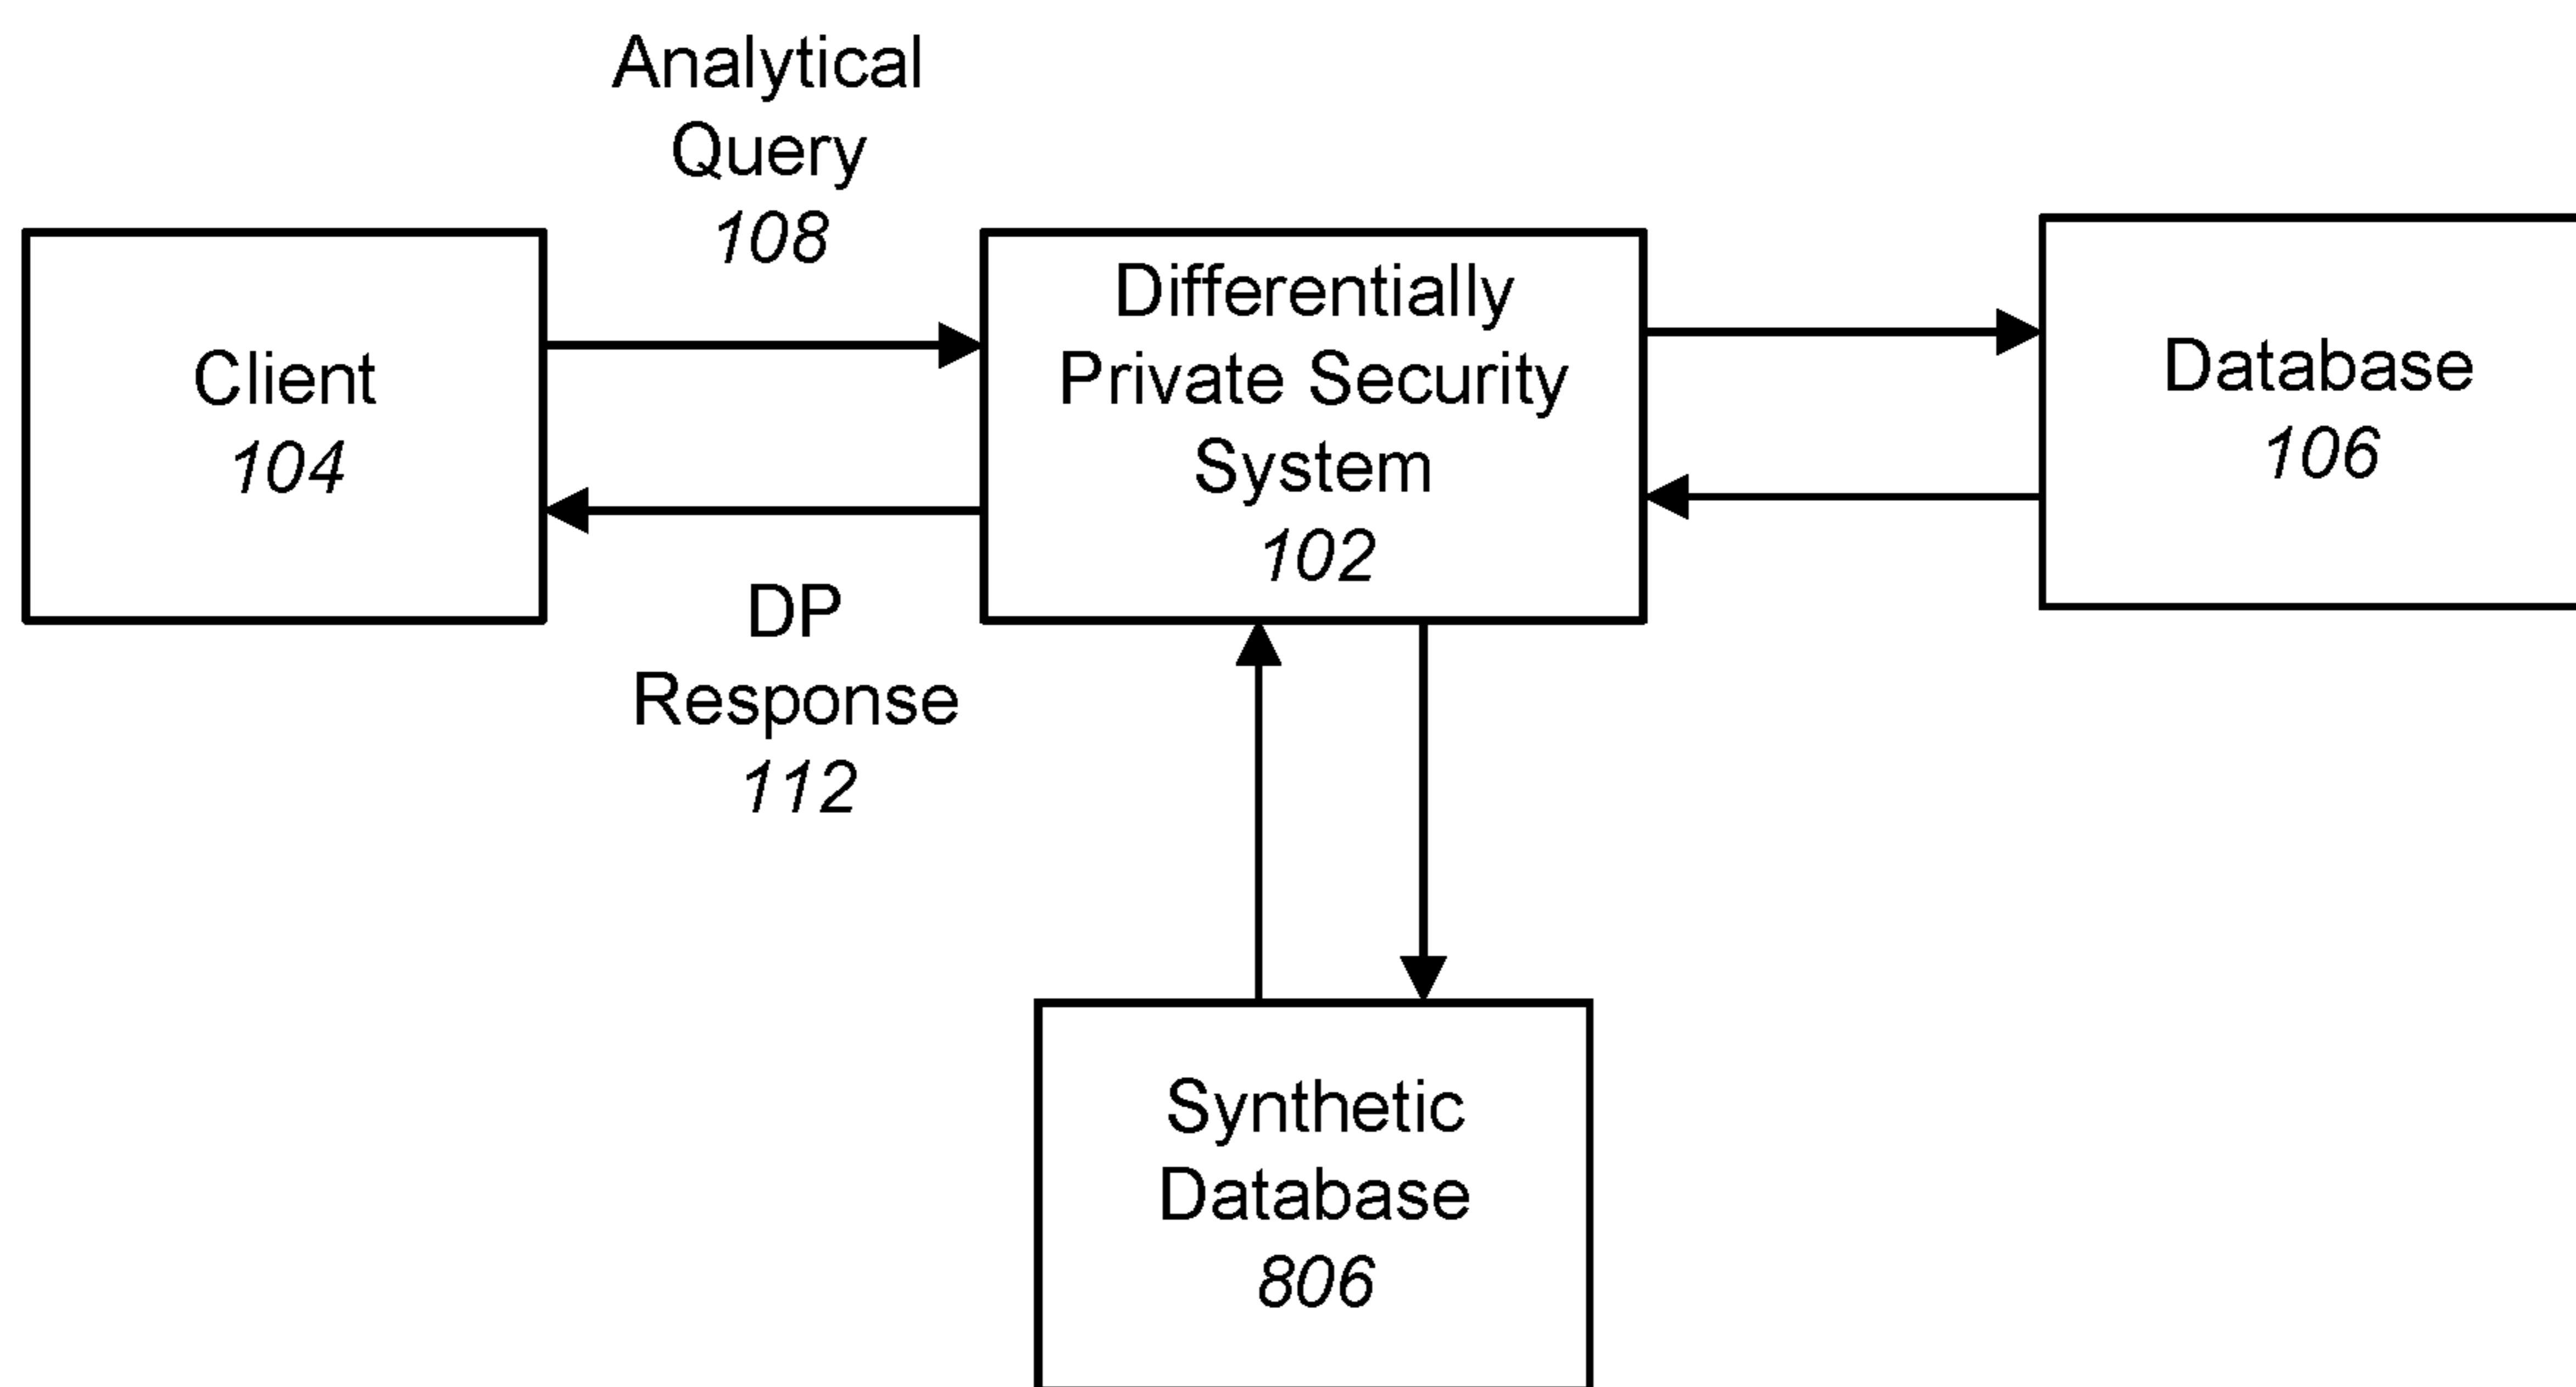 Analytical
Query
108
Client
104
Differentially
Private Security
System
102
Database
106
DP
Response
112
Synthetic
Database
806